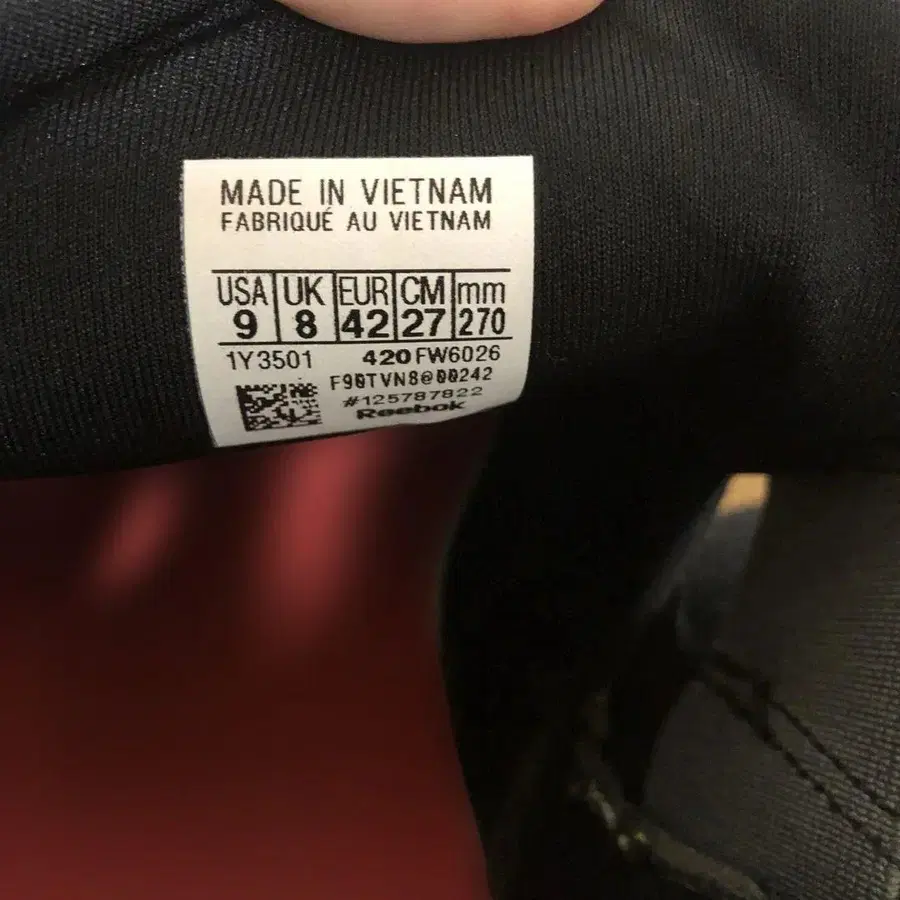 MADE IN VIETNAM
FABRIQUÉ AU VIETNAM
USA UK EUR CM mm
9 8 42 27 270
1Y3501 420 FW6026
F90TVN8@00242
#125787822
Reebok